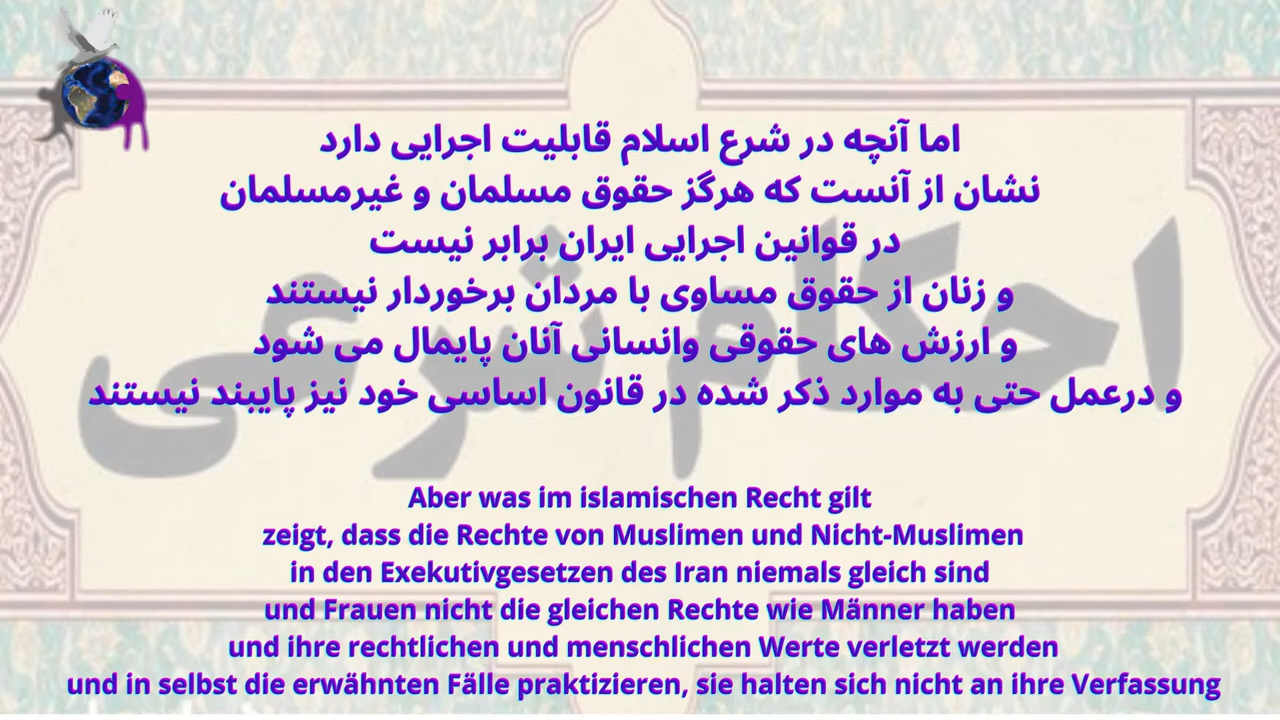 اما آنچه در شرع اسلام قابلیت اجرایی دارد
نشان از آنست که هرگز حقوق مسلمان و غیرمسلمان
در قوانین اجرایی ایران برابر نیست
و زنان از حقوق مساوی با مردان برخوردار نیستند
و ارزش های حقوقی وانسانی آنان پایمال می شود
و درعمل حتی به موارد ذکر شده در قانون اساسی خود نیز پایبند نیستند
احکام شرعی
Aber was im islamischen Recht gilt
zeigt, dass die Rechte von Muslimen und Nicht-Muslimen
in den Exekutivgesetzen des Iran niemals gleich sind
und Frauen nicht die gleichen Rechte wie Männer haben
und ihre rechtlichen und menschlichen Werte verletzt werden
und in selbst die erwähnten Fälle praktizieren, sie halten sich nicht an ihre Verfassung